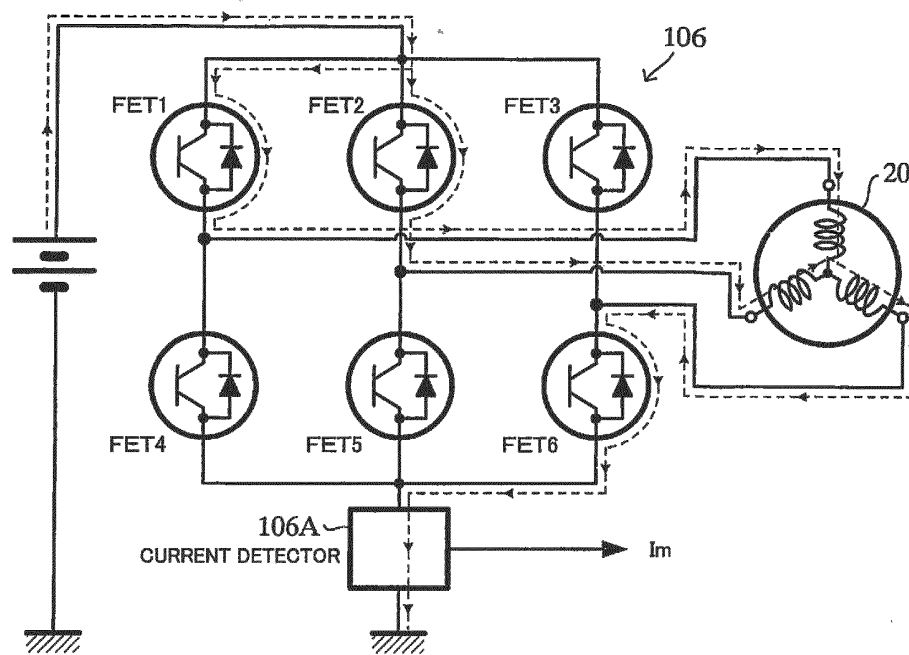 106
FET1
FET2
FET3
20
FET4
FET5
FET6
106A
CURRENT DETECTOR
Im